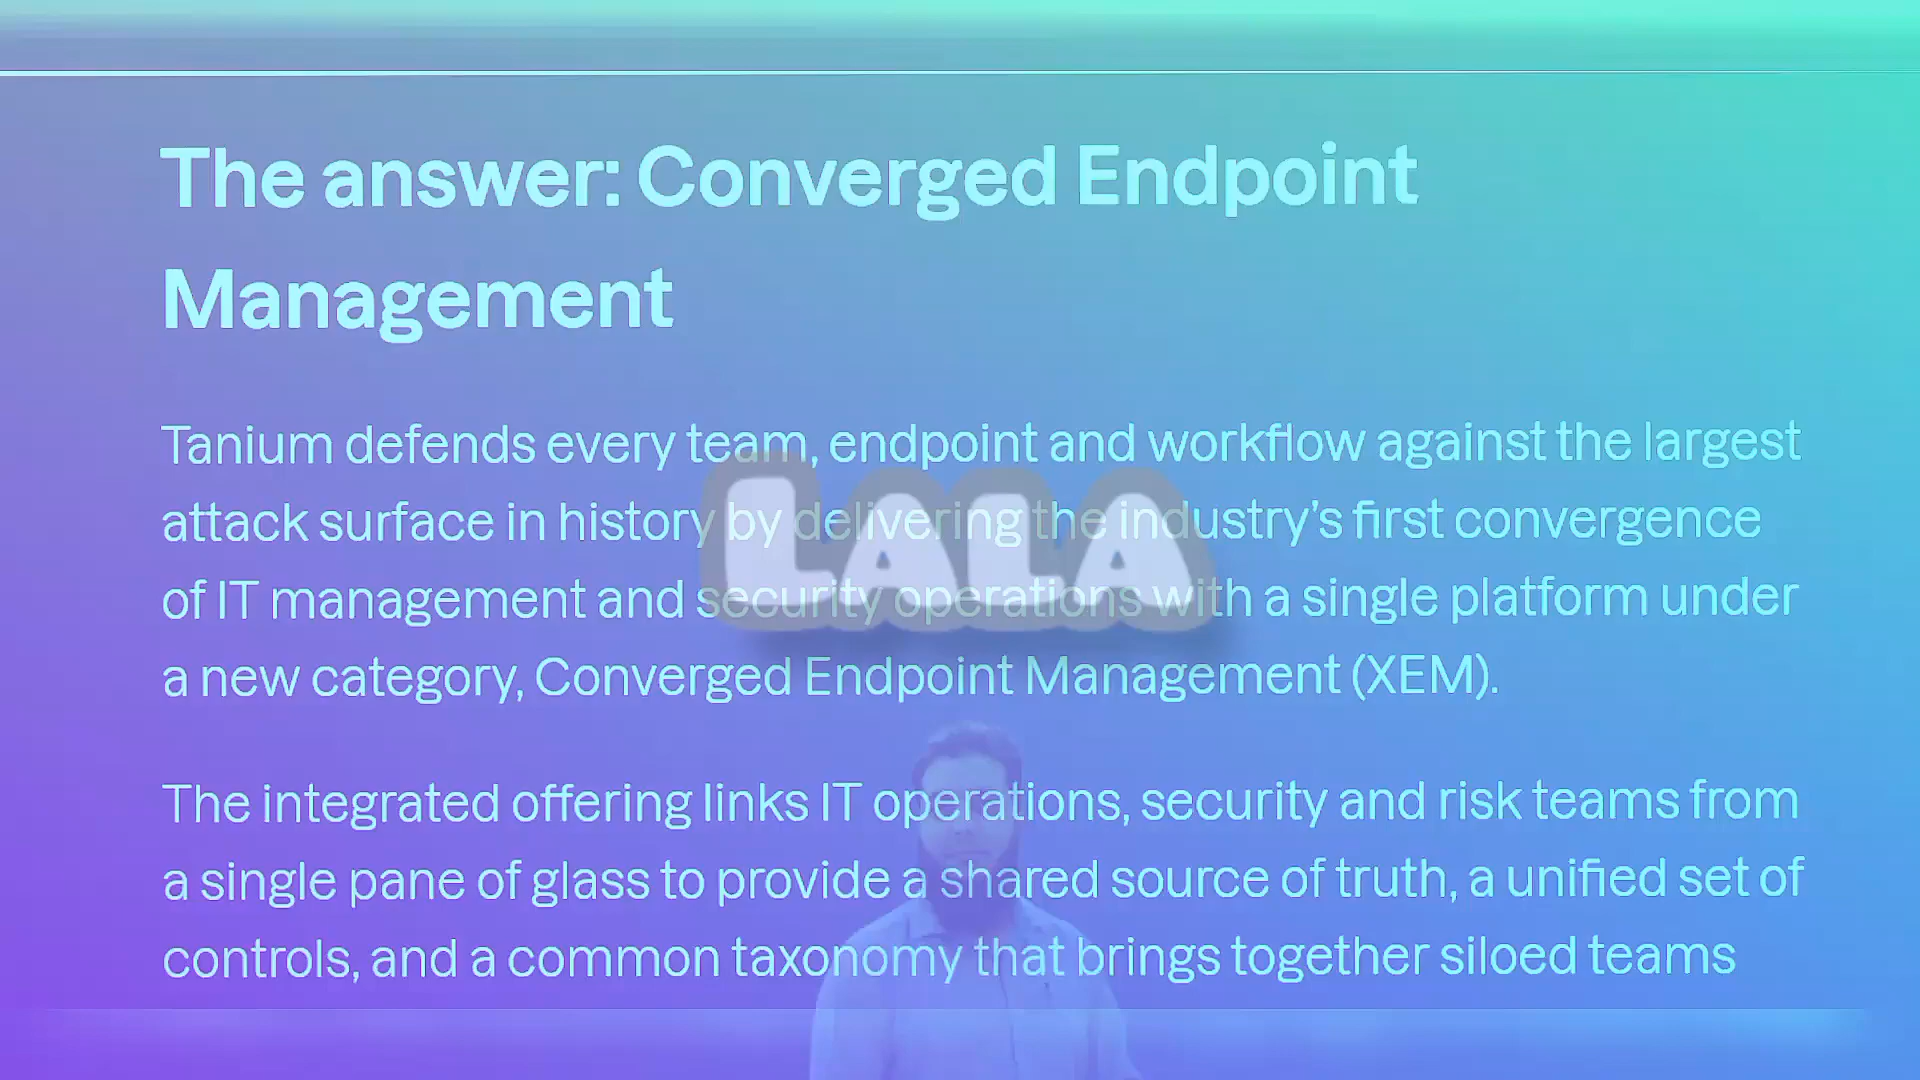 The answer: Converged Endpoint
Management
Tanium defends every team, endpoint and workflow against the largest
attack surface in history by delivering the industry's first convergence
of IT management and security operations with a single platform under
a new category, Converged Endpoint Management (XEM).
LALA
The integrated offering links IT operations, security and risk teams from
a single pane of glass to provide a shared source of truth, a unified set of
controls, and a common taxonomy that brings together siloed teams